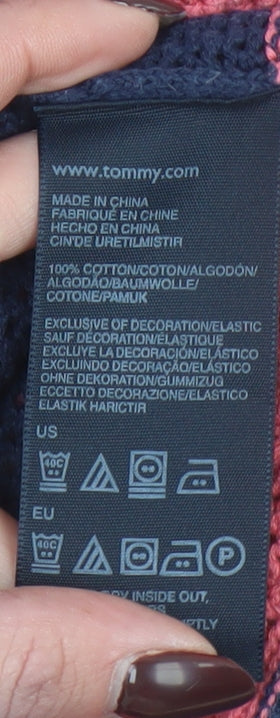 www.tommy.com
MADE IN CHINA
FABRIQUÉ EN CHINE
HECHO EN CHINA
CIN'DE URETILMISTIR
100% COTTON/COTON/ALGODÓN/
ALGODÃO/BAUMWOLLE/
COTONE/PAMUK
EXCLUSIVE OF DECORATION/ELASTIC
SAUF DÉCORATION/ÉLASTIQUE
EXCLUYE LA DECORACIÓN/ELÁSTICO
EXCLUINDO DECORAÇÃO/ELÁSTICO
OHNE DEKORATION/GUMMIZUG
ECCETTO DECORAZIONE/ELASTICO
ELASTIK HARICTIR
US
40C
EU
40C P
INSIDE OUT,